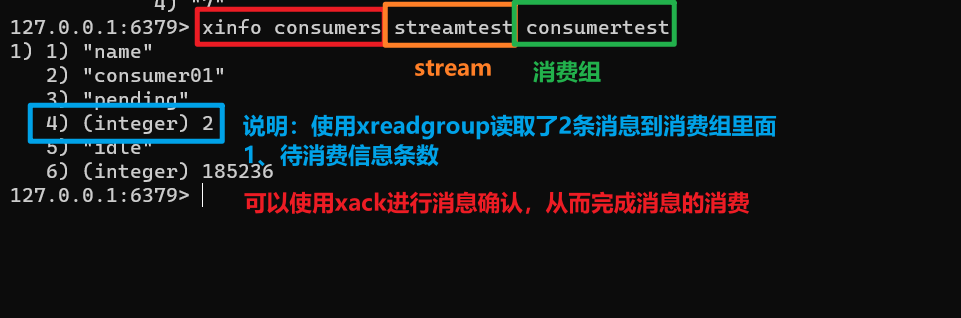 4) "7"
127.0.0.1:6379> xinfo consumers streamtest consumertest
1) 1) "name"
stream 消费组
2) "consumer01"
3) "pending"
4) (integer) 2
说明：使用xreadgroup读取了2条消息到消费组里面
5) "idle"
1、待消费信息条数
6) (integer) 185236
127.0.0.1:6379>
可以使用xack进行消息确认，从而完成消息的消费